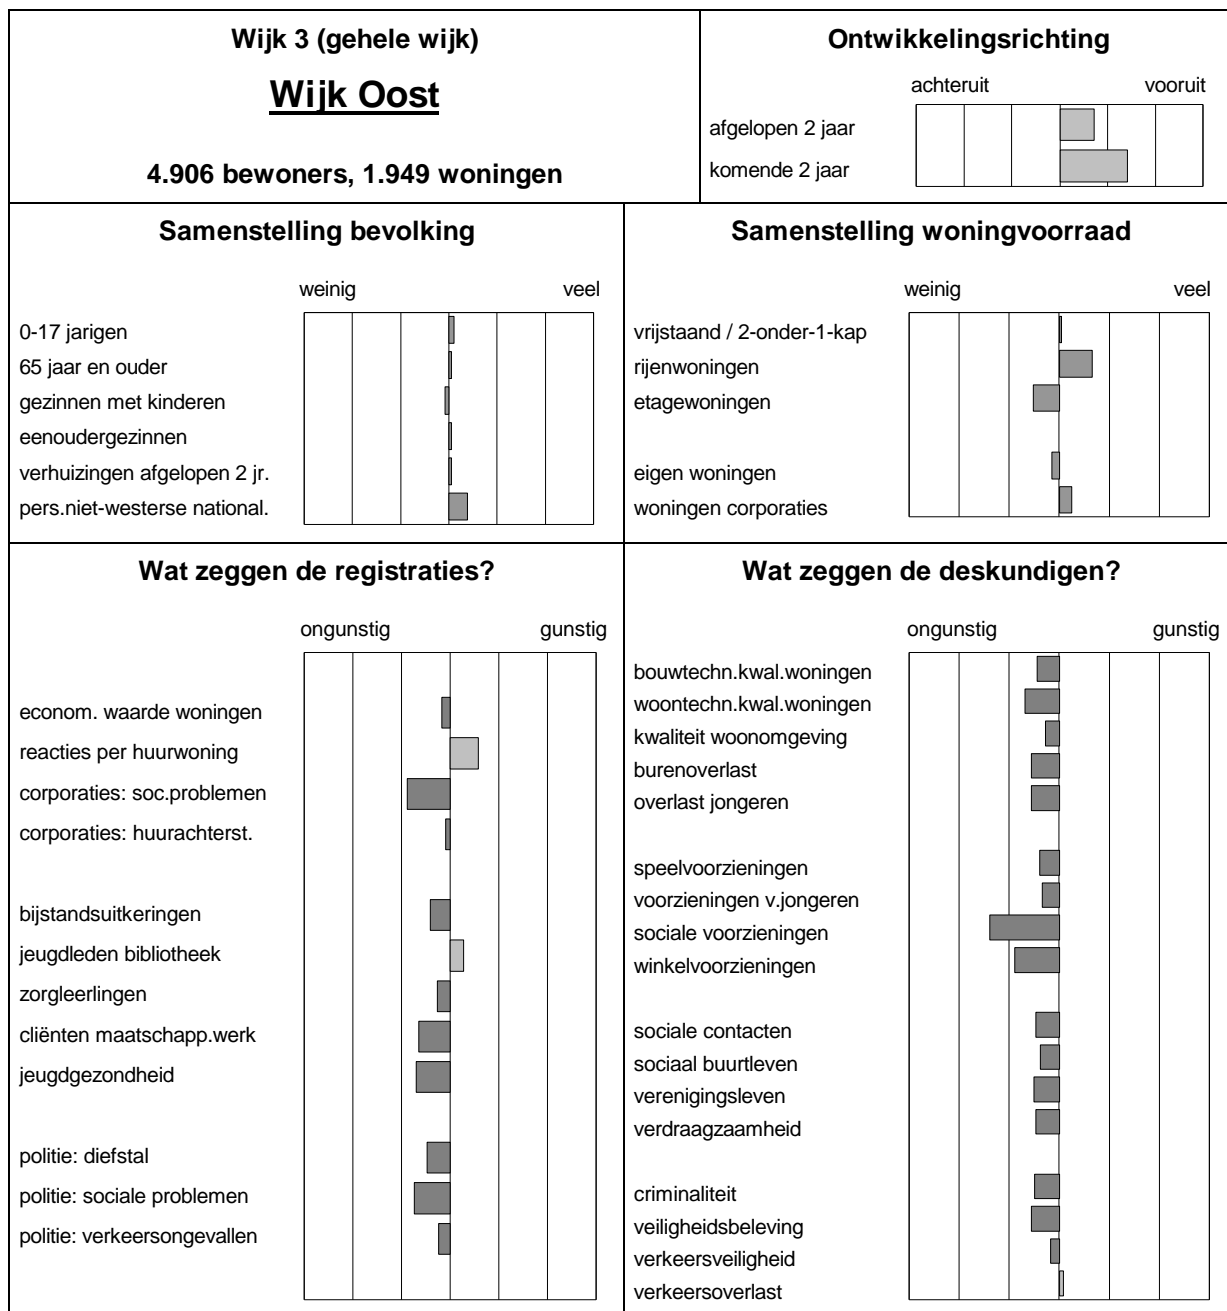 Wijk 3 (gehele wijk)
Wijk Oost
4.906 bewoners, 1.949 woningen
Ontwikkelingsrichting
achteruit vooruit
afgelopen 2 jaar
komende 2 jaar
Samenstelling bevolking
weinig veel
0-17 jarigen
65 jaar en ouder
gezinnen met kinderen
eenoudergezinnen
verhuizingen afgelopen 2 jr.
pers.niet-westerse national.
Samenstelling woningvoorraad
weinig veel
vrijstaand / 2-onder-1-kap
rijenwoningen
etagewoningen
eigen woningen
woningen corporaties
Wat zeggen de registraties?
ongunstig gunstig
econom. waarde woningen
reacties per huurwoning
corporaties: soc.problemen
corporaties: huurachterst.
bijstandsuitkeringen
jeugdleden bibliotheek
zorgleerlingen
cliënten maatschapp.werk
jeugdgezondheid
politie: diefstal
politie: sociale problemen
politie: verkeersongevallen
Wat zeggen de deskundigen?
ongunstig gunstig
bouwtechn.kwal.woningen
woontechn.kwal.woningen
kwaliteit woonomgeving
burenoverlast
overlast jongeren
speelvoorzieningen
voorzieningen v.jongeren
sociale voorzieningen
winkelvoorzieningen
sociale contacten
sociaal buurtleven
verenigingsleven
verdraagzaamheid
criminaliteit
veiligheidsbeleving
verkeersveiligheid
verkeersoverlast